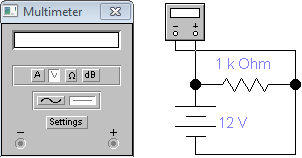 Multimeter
A V Ω dB
Settings
− +
1 k Ohm
12 V